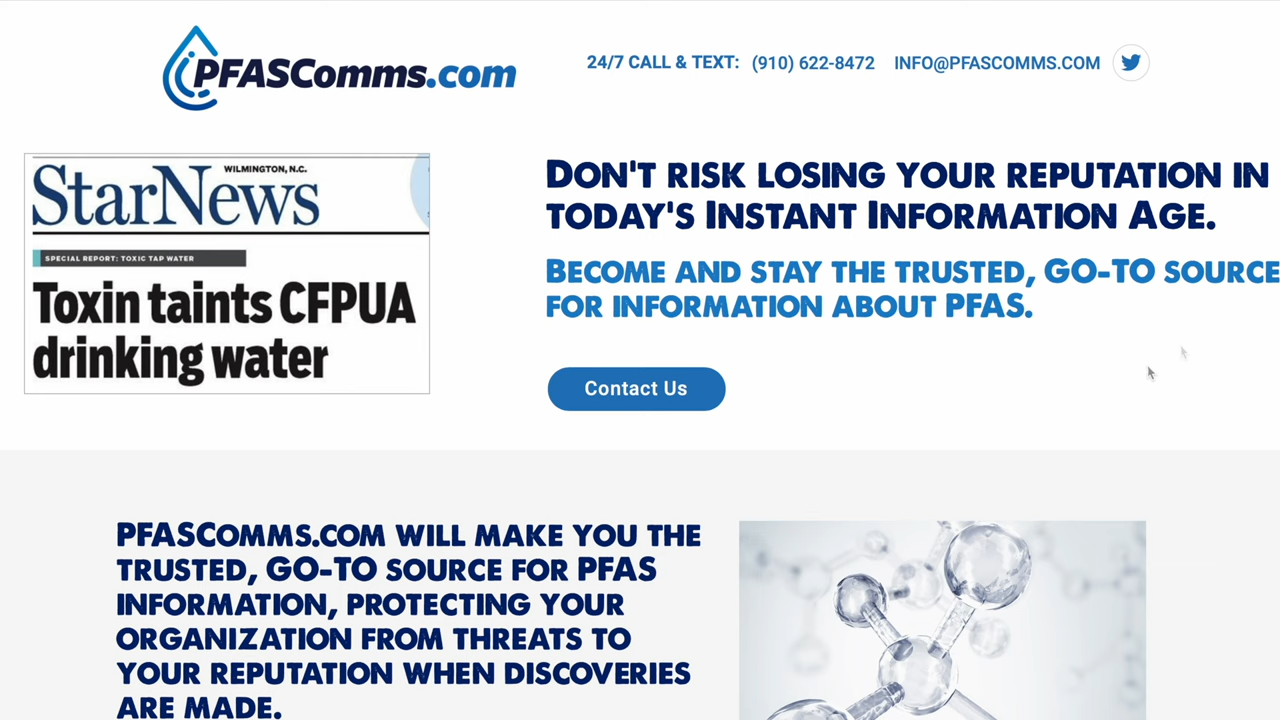 PFASComms.com
24/7 CALL & TEXT: (910) 622-8472 INFO@PFASCOMMS.COM
WILMINGTON, N.C.
StarNews
SPECIAL REPORT: TOXIC TAP WATER
Toxin taints CFPUA
drinking water
DON'T RISK LOSING YOUR REPUTATION IN
TODAY'S INSTANT INFORMATION AGE.
BECOME AND STAY THE TRUSTED, GO-TO SOURCE
FOR INFORMATION ABOUT PFAS.
Contact Us
PFASCOMMS.COM WILL MAKE YOU THE
TRUSTED, GO-TO SOURCE FOR PFAS
INFORMATION, PROTECTING YOUR
ORGANIZATION FROM THREATS TO
YOUR REPUTATION WHEN DISCOVERIES
ARE MADE.